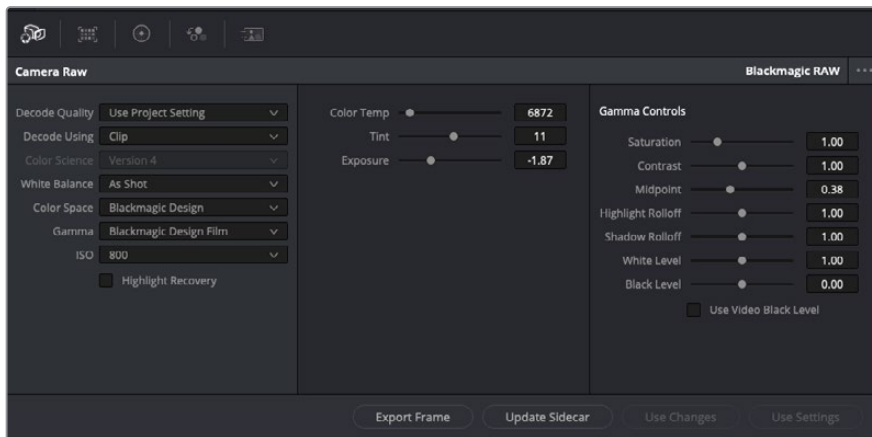 Camera Raw
Blackmagic RAW
Decode Quality Use Project Setting
Decode Using Clip
Color Science Version 4
White Balance As Shot
Color Space Blackmagic Design
Gamma Blackmagic Design Film
ISO 800
Highlight Recovery
Color Temp 6872
Tint 11
Exposure -1.87
Gamma Controls
Saturation 1.00
Contrast 1.00
Midpoint 0.38
Highlight Rolloff 1.00
Shadow Rolloff 1.00
White Level 1.00
Black Level 0.00
Use Video Black Level
Export Frame
Update Sidecar
Use Changes
Use Settings